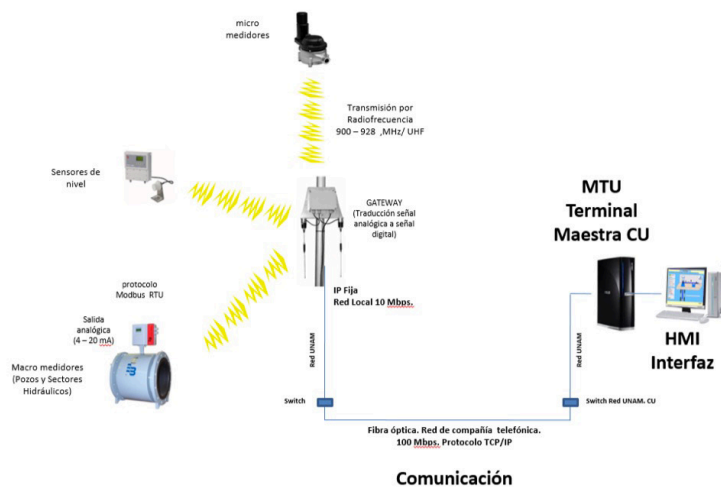 micro
medidores
Transmisión por
Radiofrecuencia
900 – 928 ,MHz/ UHF
Sensores de
nivel
GATEWAY
(Traducción señal
analógica a señal
digital)
MTU
Terminal
Maestra CU
protocolo
Modbus RTU
IP Fija
Red Local 10 Mbps.
Salida
analógica
(4 – 20 mA)
HMI
Interfaz
Macro medidores
(Pozos y Sectores
Hidráulicos)
Red UNAM
Red UNAM
Switch
Switch Red UNAM. CU
Fibra óptica. Red de compañía telefónica.
100 Mbps. Protocolo TCP/IP
Comunicación